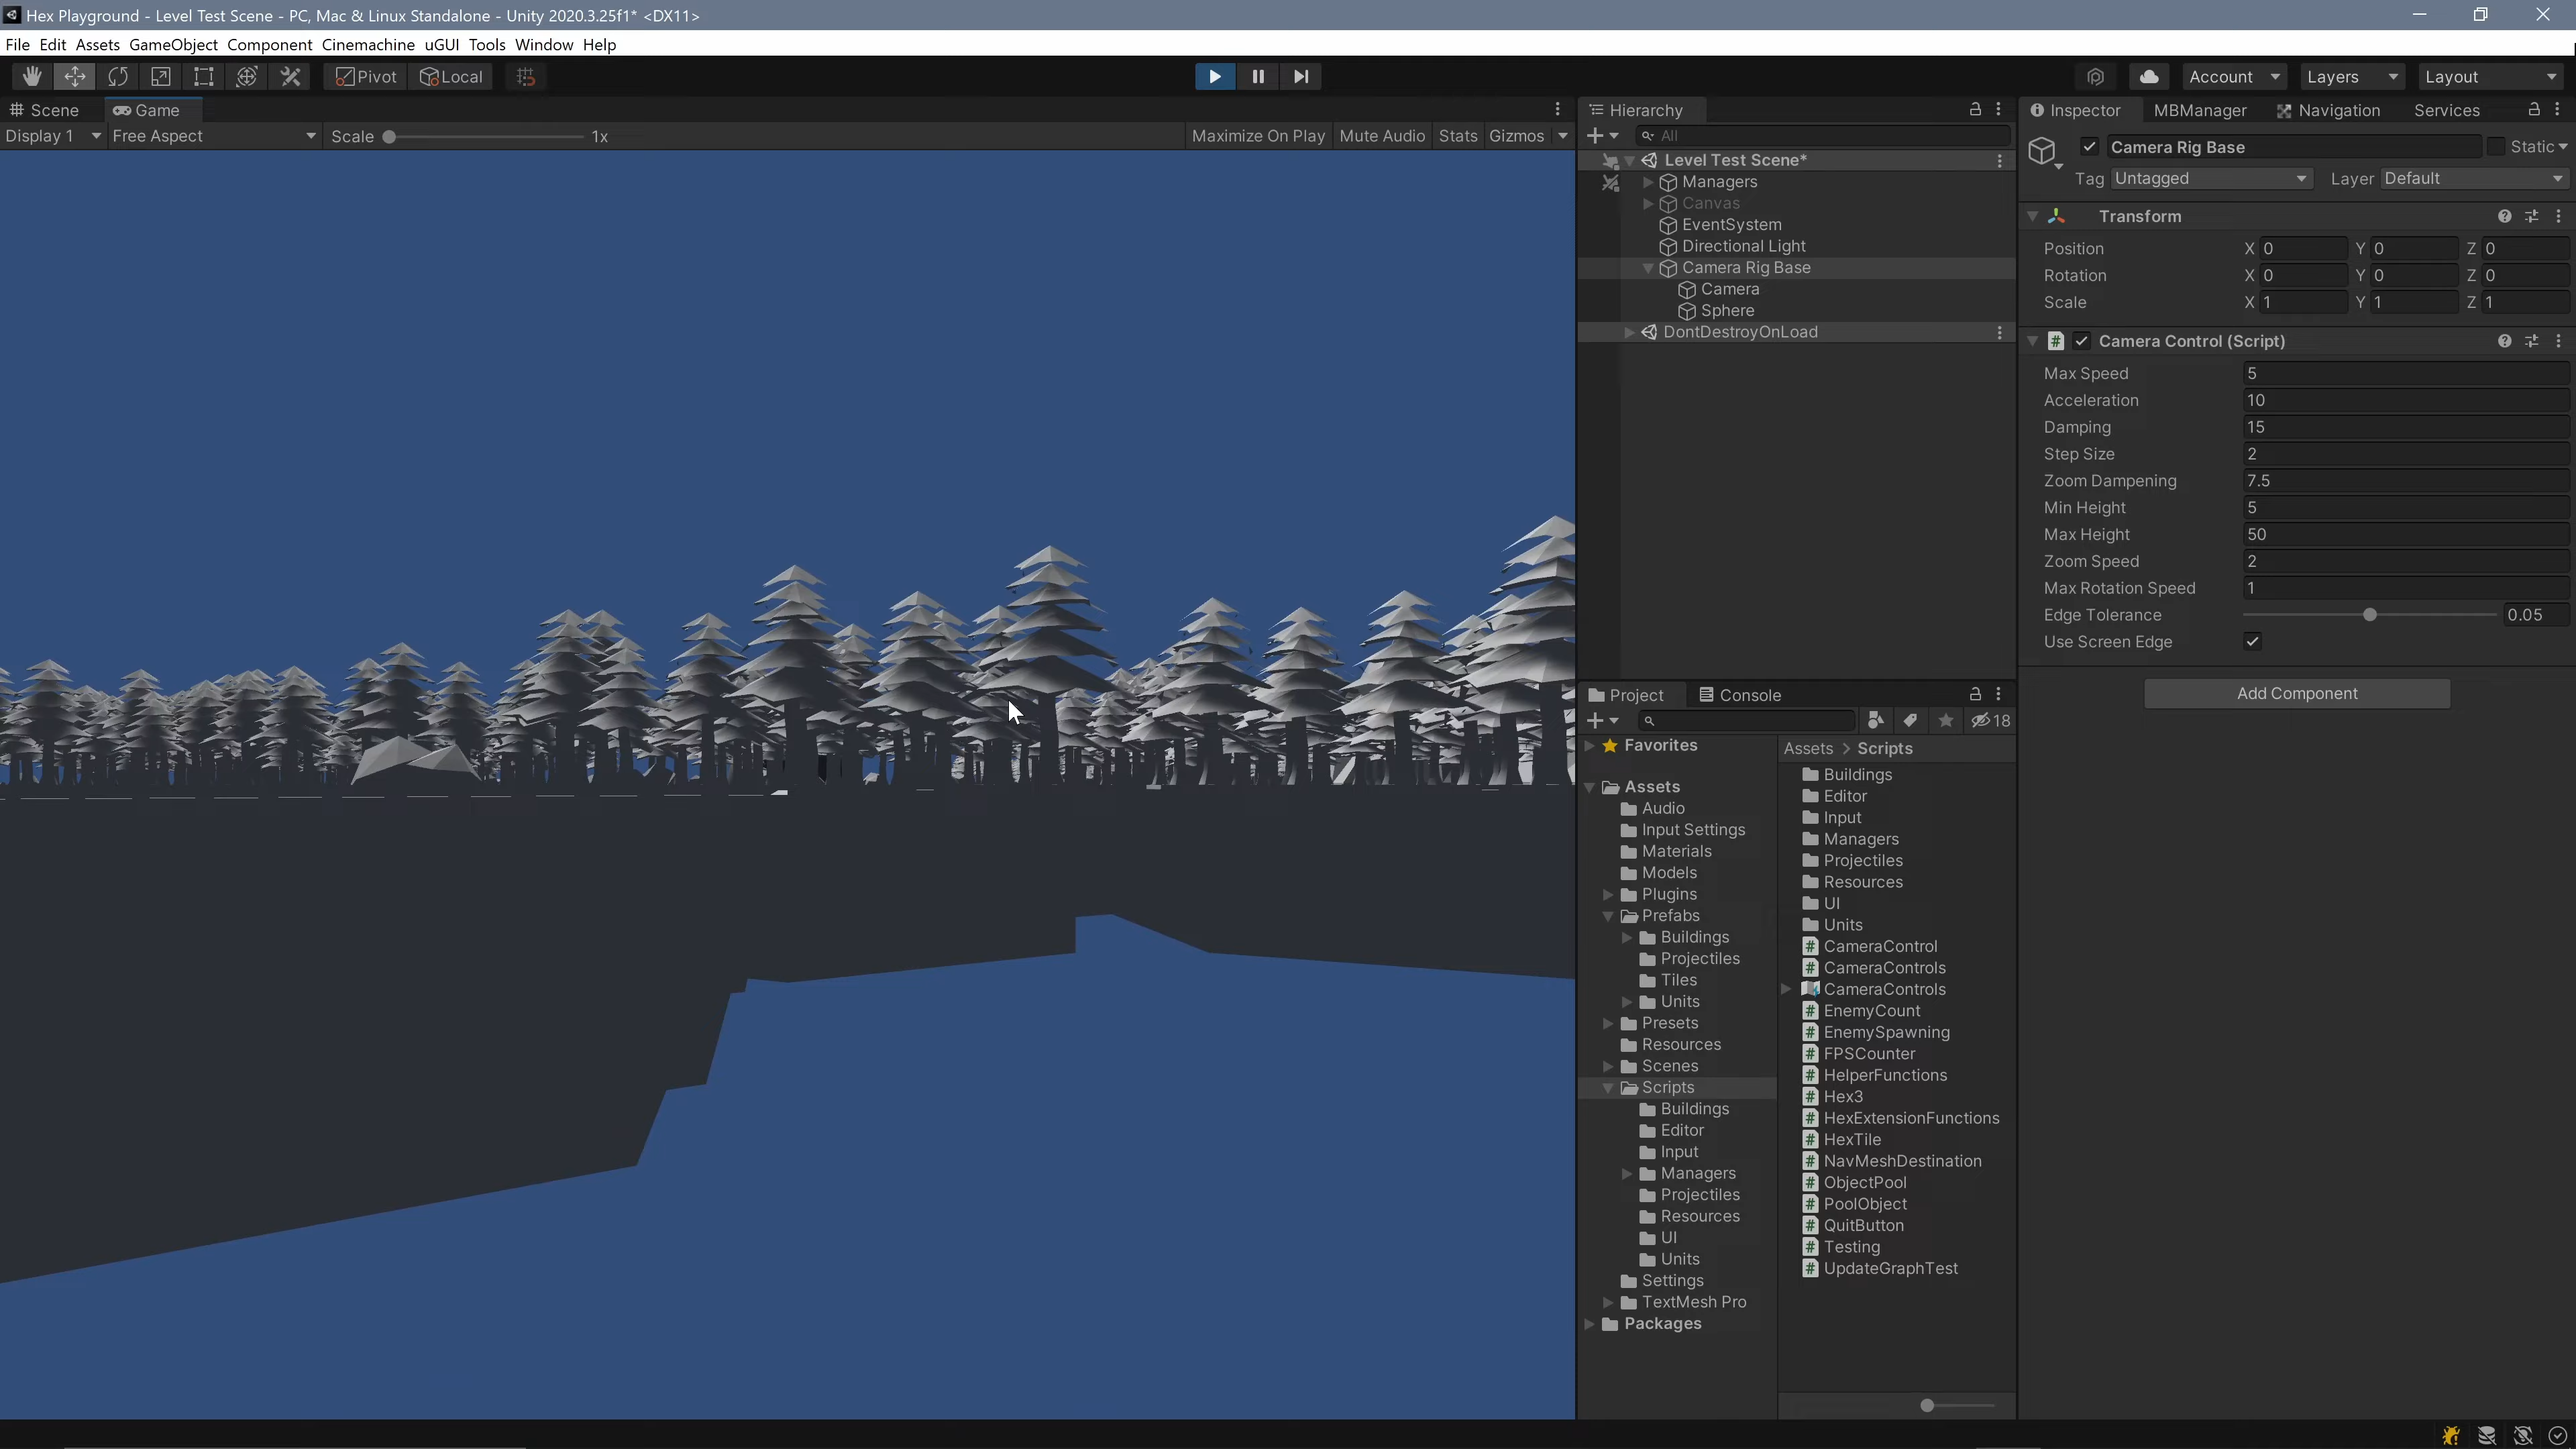 Hex Playground - Level Test Scene - PC, Mac & Linux Standalone - Unity 2020.3.25f1* <DX11>
File Edit Assets GameObject Component Cinemachine uGUI Tools Window Help
Pivot Local
Account Layers Layout
Scene Game
Display 1 Free Aspect Scale 1x Maximize On Play Mute Audio Stats Gizmos
Hierarchy
All
Level Test Scene*
Managers
Canvas
EventSystem
Directional Light
Camera Rig Base
Camera
Sphere
DontDestroyOnLoad
Project Console
18
Favorites
Assets
Audio
Input Settings
Materials
Models
Plugins
Prefabs
Buildings
Projectiles
Tiles
Units
Presets
Resources
Scenes
Scripts
Buildings
Editor
Input
Managers
Projectiles
Resources
UI
Units
Settings
TextMesh Pro
Packages
Assets > Scripts
Buildings
Editor
Input
Managers
Projectiles
Resources
UI
Units
CameraControl
CameraControls
CameraControls
EnemyCount
EnemySpawning
FPSCounter
HelperFunctions
Hex3
HexExtensionFunctions
HexTile
NavMeshDestination
ObjectPool
PoolObject
QuitButton
Testing
UpdateGraphTest
Inspector MBManager Navigation Services
Camera Rig Base Static
Tag Untagged Layer Default
Transform
Position X 0 Y 0 Z 0
Rotation X 0 Y 0 Z 0
Scale X 1 Y 1 Z 1
Camera Control (Script)
Max Speed 5
Acceleration 10
Damping 15
Step Size 2
Zoom Dampening 7.5
Min Height 5
Max Height 50
Zoom Speed 2
Max Rotation Speed 1
Edge Tolerance 0.05
Use Screen Edge
Add Component